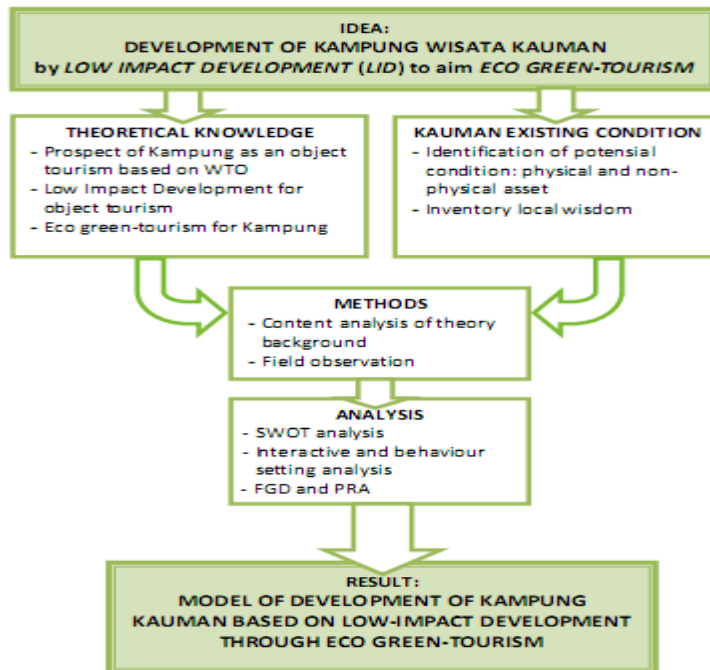 IDEA:
DEVELOPMENT OF KAMPUNG WISATA KAUMAN
by LOW IMPACT DEVELOPMENT (LID) to aim ECO GREEN-TOURISM
THEORETICAL KNOWLEDGE
- Prospect of Kampung as an object
tourism based on WTO
- Low Impact Development for
object tourism
- Eco green-tourism for Kampung
KAUMAN EXISTING CONDITION
- Identification of potensial
condition: physical and non-
physical asset
- Inventory local wisdom
METHODS
- Content analysis of theory
background
- Field observation
ANALYSIS
- SWOT analysis
- Interactive and behaviour
setting analysis
- FGD and PRA
RESULT:
MODEL OF DEVELOPMENT OF KAMPUNG
KAUMAN BASED ON LOW-IMPACT DEVELOPMENT
THROUGH ECO GREEN-TOURISM